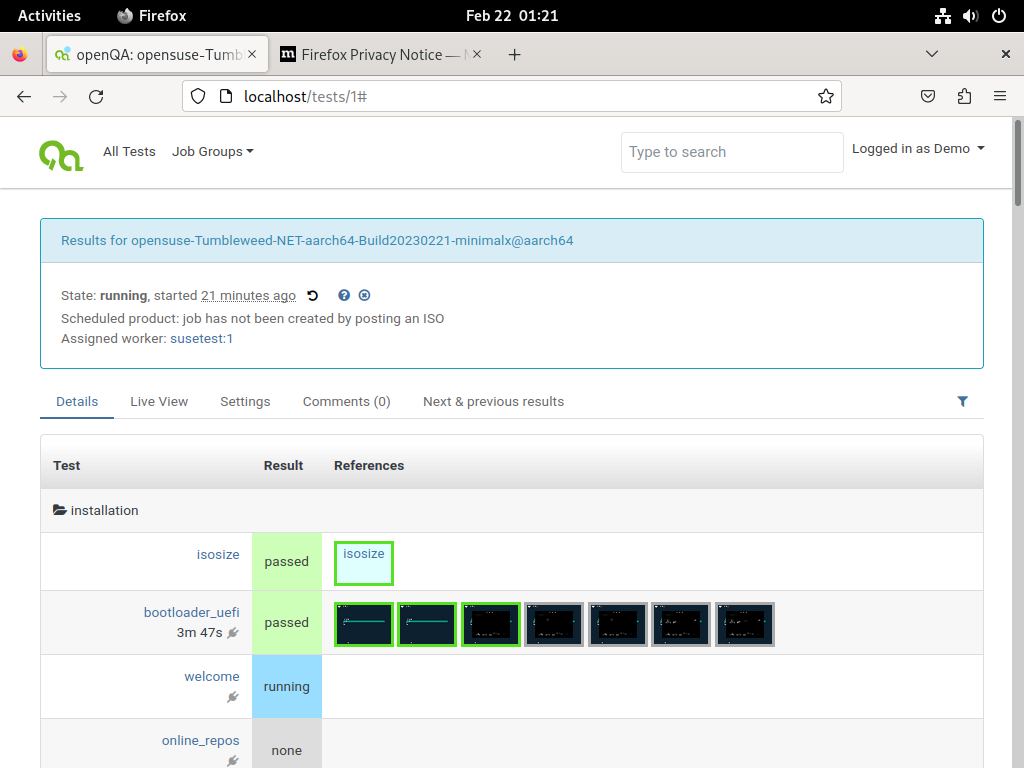 Activities Firefox Feb 22 01:21
openQA: opensuse-Tumb Firefox Privacy Notice —
localhost/tests/1#
All Tests Job Groups Type to search Logged in as Demo
Results for opensuse-Tumbleweed-NET-aarch64-Build20230221-minimalx@aarch64
State: running, started 21 minutes ago
Scheduled product: job has not been created by posting an ISO
Assigned worker: susetest:1
Details Live View Settings Comments (0) Next & previous results
Test Result References
installation
isosize passed isosize
bootloader_uefi
3m 47s passed
welcome running
online_repos none